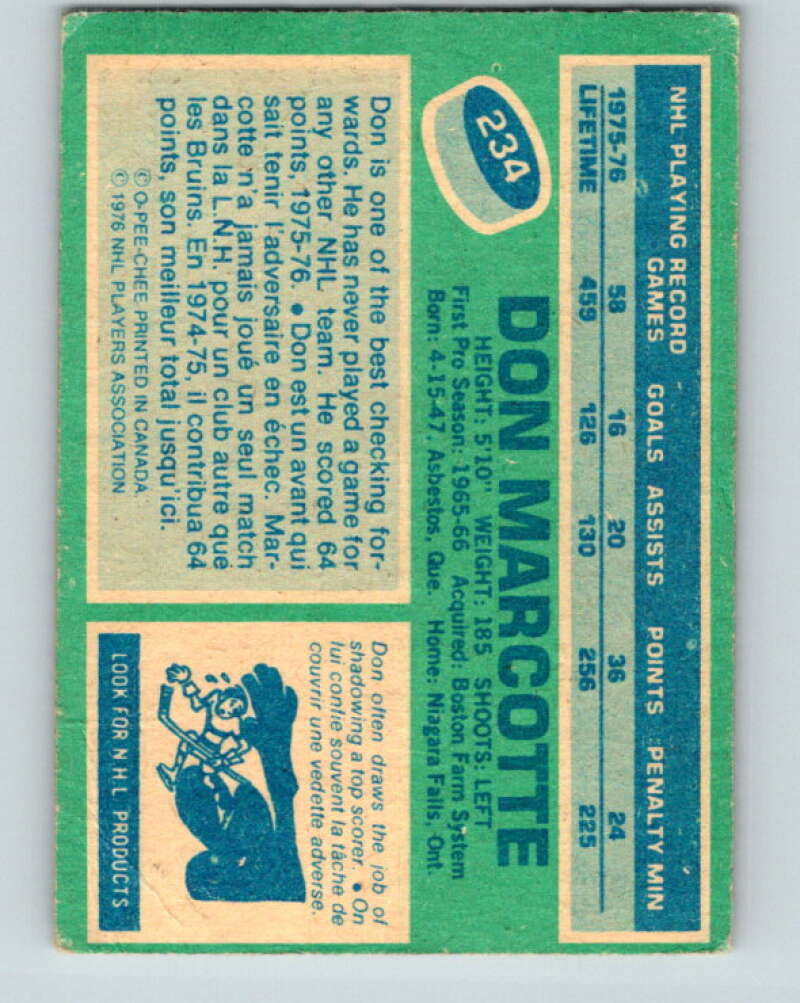 NHL PLAYING RECORD
GAMES GOALS ASSISTS POINTS PENALTY MIN
1975-76 58 16 20 36 24
LIFETIME 459 126 130 256 225
234
DON MARCOTTE
HEIGHT: 5'10" WEIGHT: 185 SHOOTS: LEFT
First Pro Season: 1965-66 Acquired: Boston Farm System
Born: 4-15-47, Asbestos, Que. Home: Niagara Falls, Ont.
Don is one of the best checking for-
wards. He has never played a game for
any other NHL team. He scored 64
points, 1975-76. • Don est un avant qui
sait tenir l'adversaire en échec. Mar-
cotte n'a jamais joué un seul match
dans la L.N.H. pour un club autre que
les Bruins. En 1974-75, il contribua 64
points, son meilleur total jusqu'ici.
© O-PEE-CHEE PRINTED IN CANADA.
© 1976 NHL PLAYERS ASSOCIATION
Don often draws the job of
shadowing a top scorer. • On
lui confie souvent la tâche de
couvrir une vedette adverse.
LOOK FOR NHL PRODUCTS